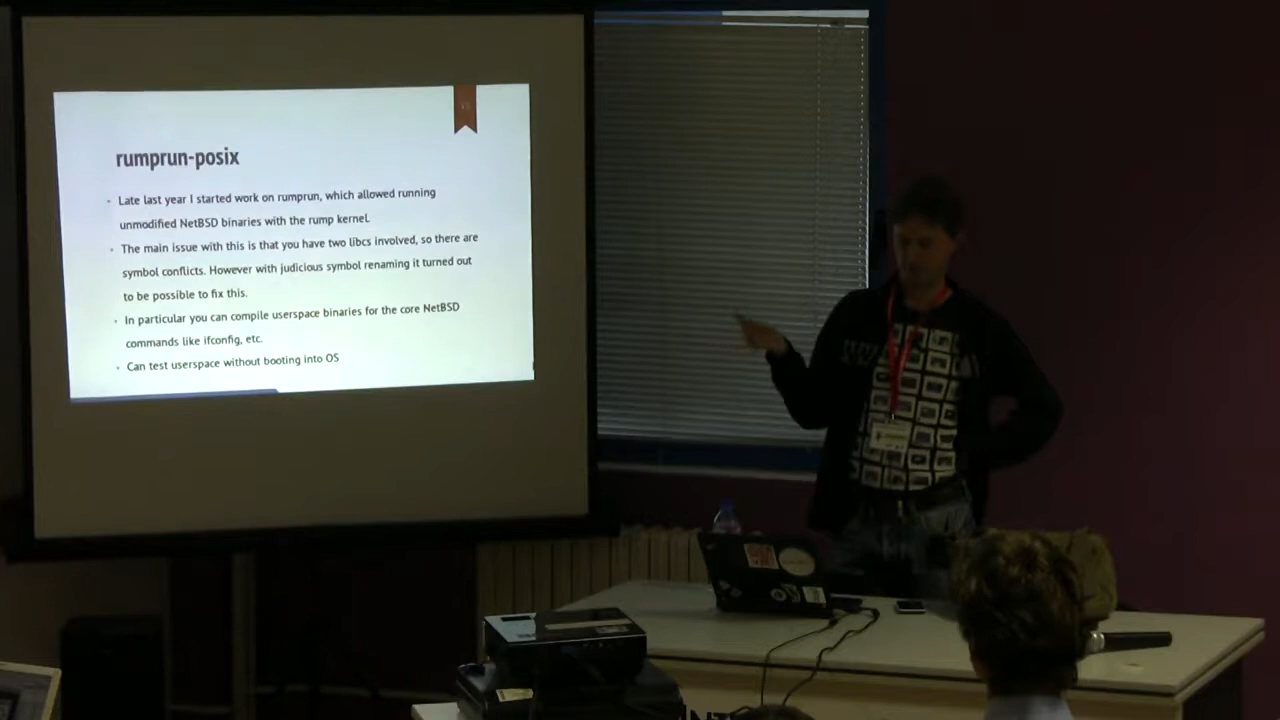 rumprun-posix
Late last year I started work on rumprun, which allowed running
unmodified NetBSD binaries with the rump kernel.
The main issue with this is that you have two libcs involved, so there are
symbol conflicts. However with judicious symbol renaming it turned out
to be possible to fix this.
In particular you can compile userspace binaries for the core NetBSD
commands like ifconfig, etc.
Can test userspace without booting into OS